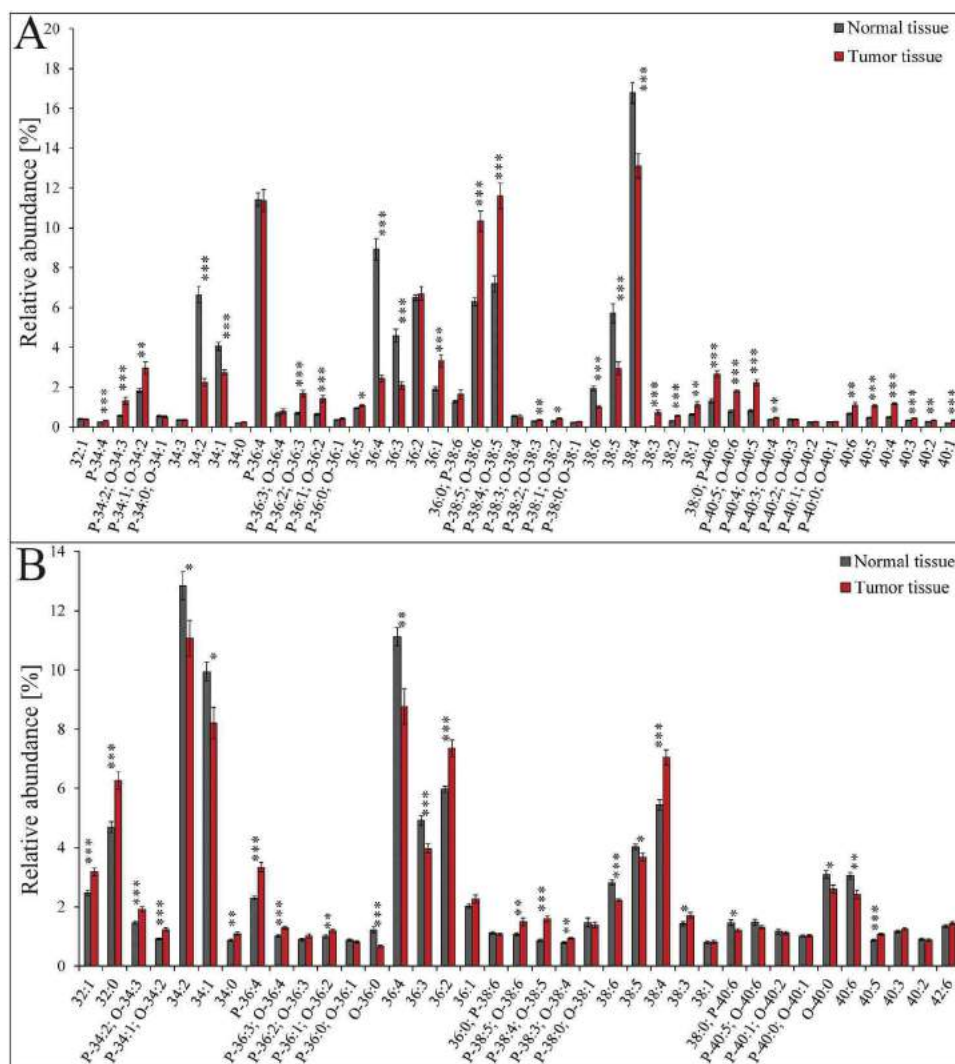 A
Normal tissue
Tumor tissue
Relative abundance [%]
20
18
16
14
12
10
8
6
4
2
0
32:1
P-34:4
P-34:2; O-34:3
P-34:1; O-34:2
P-34:0; O-34:1
34:3
34:2
34:1
34:0
P-36:4
P-36:3; O-36:4
P-36:2; O-36:3
P-36:1; O-36:2
P-36:0; O-36:1
36:5
36:4
36:3
36:2
36:1
36:0; P-38:6
P-38:5; O-38:6
P-38:4; O-38:5
P-38:3; O-38:4
P-38:2; O-38:3
P-38:1; O-38:2
P-38:0; O-38:1
38:6
38:5
38:4
38:3
38:2
38:1
38:0; P-40:6
P-40:5; O-40:6
P-40:4; O-40:5
P-40:3; O-40:4
P-40:2; O-40:3
P-40:1; O-40:2
P-40:0; O-40:1
40:6
40:5
40:4
40:3
40:2
40:1
B
Normal tissue
Tumor tissue
Relative abundance [%]
14
12
10
8
6
4
2
0
32:1
32:0
P-34:2; O-34:3
P-34:1; O-34:2
34:2
34:1
34:0
P-36:4
P-36:3; O-36:4
P-36:2; O-36:3
P-36:1; O-36:2
P-36:0; O-36:1
O-36:0
36:4
36:3
36:2
36:1
36:0; P-38:6
P-38:5; O-38:6
P-38:4; O-38:5
P-38:3; O-38:4
P-38:0; O-38:1
38:6
38:5
38:4
38:3
38:1
38:0; P-40:6
P-40:5; O-40:6
P-40:1; O-40:2
P-40:0; O-40:1
O-40:0
40:6
40:5
40:3
40:2
42:6